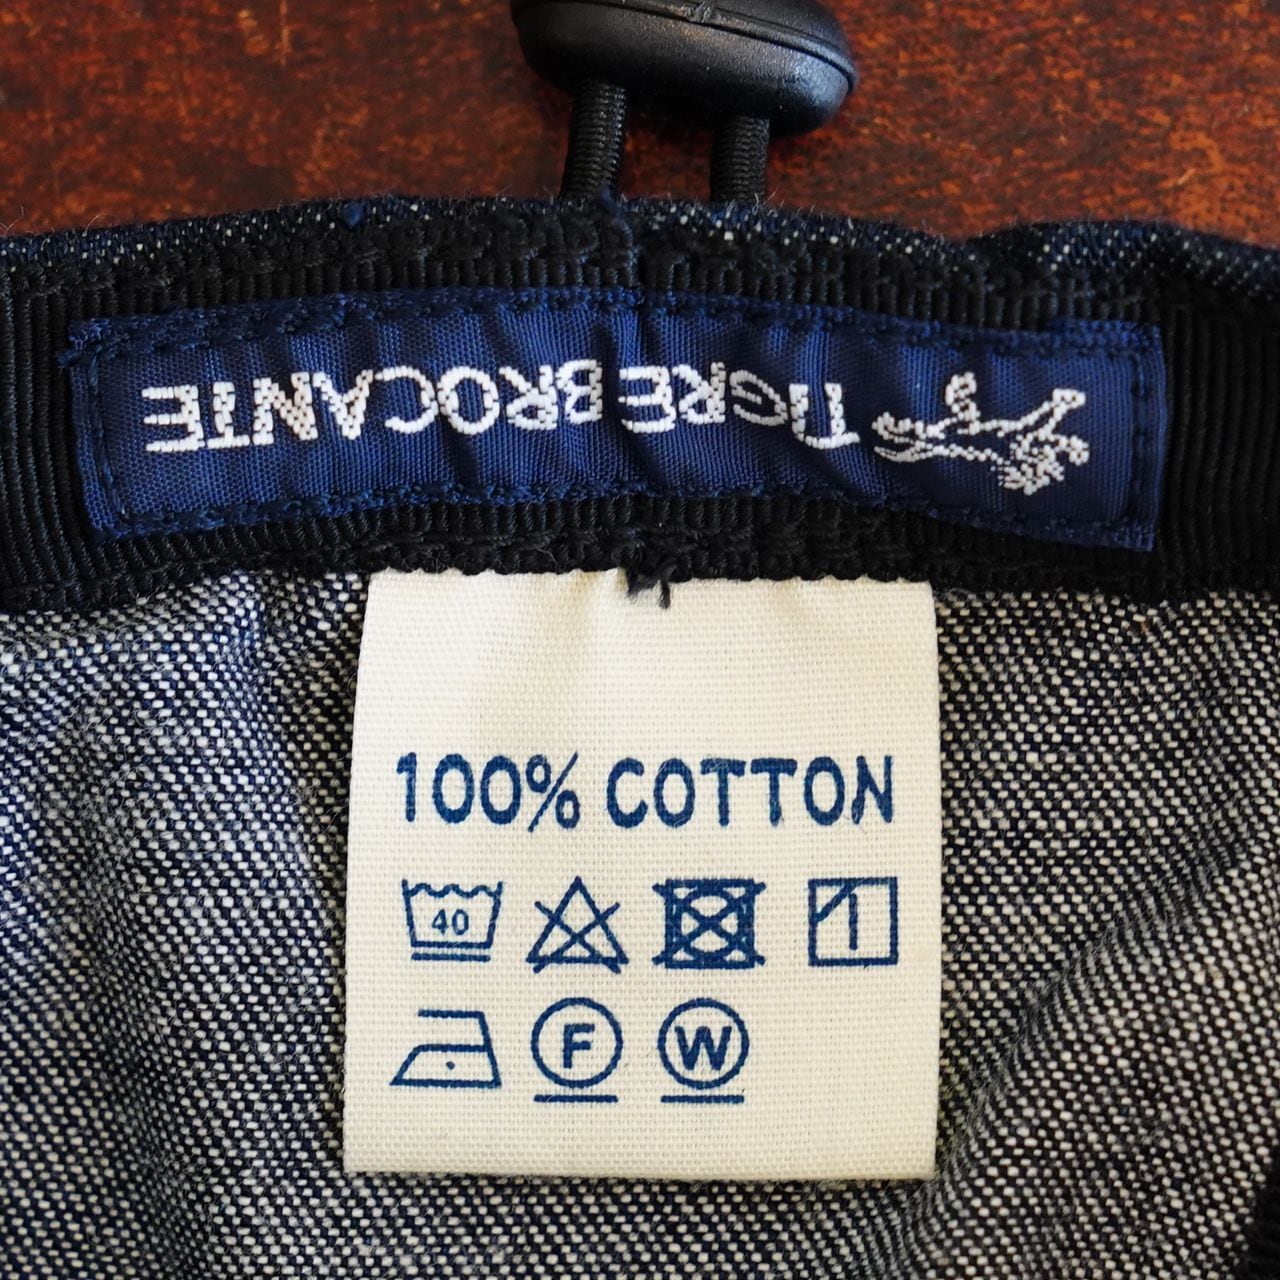 TIGRE BROCANTE
100% COTTON
40
F W